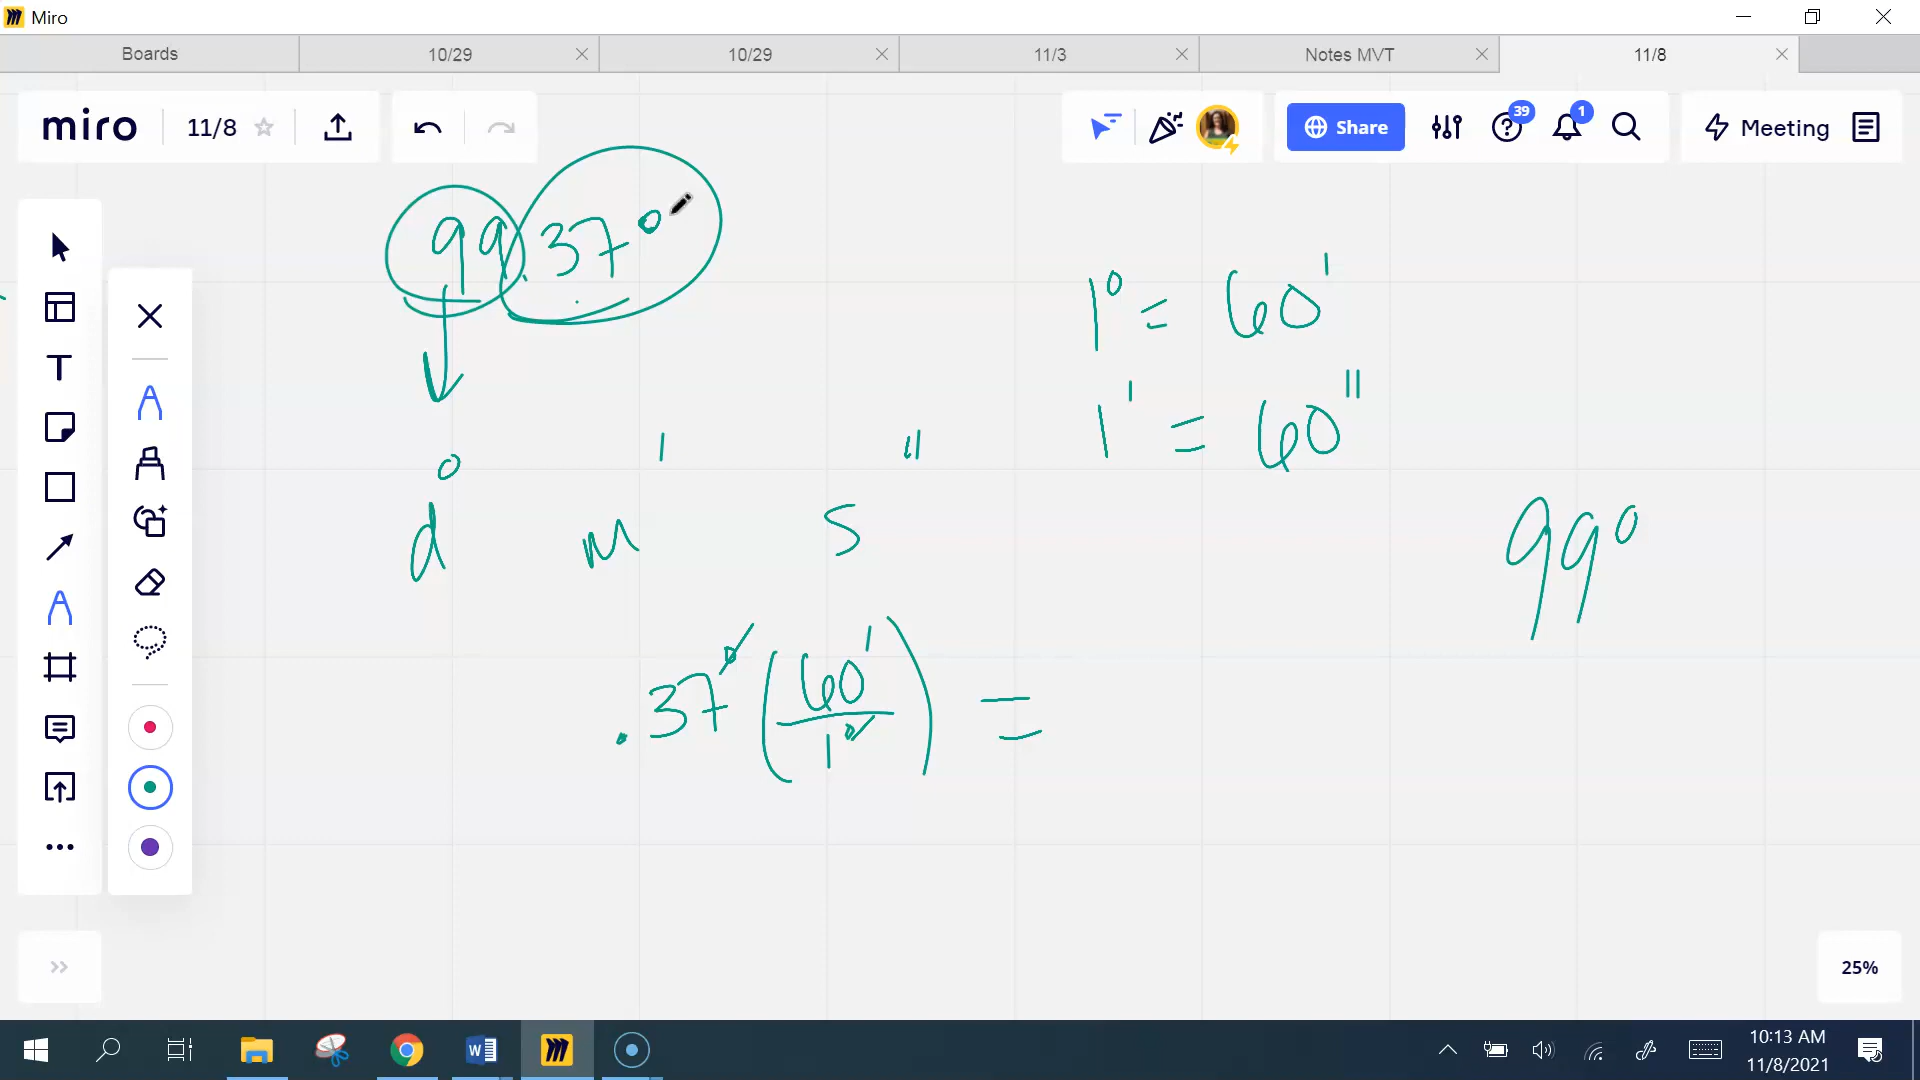 Miro
Boards 10/29 10/29 11/3 Notes MVT 11/8
miro 11/8 Share 39 1 Meeting
99.37°
1° = 60'
1' = 60"
° ' "
d m s
99°
.37° (60'/1°) =
25%
10:13 AM
11/8/2021